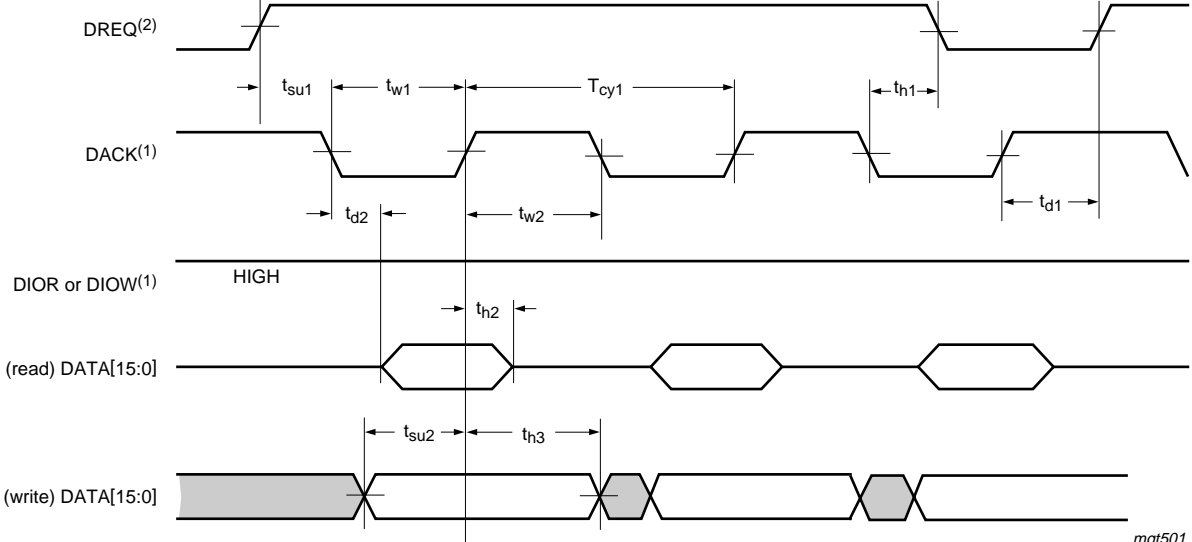 DREQ(2)
tsu1
tw1
Tcy1
th1
DACK(1)
td2
tw2
td1
DIOR or DIOW(1)
HIGH
th2
(read) DATA[15:0]
tsu2
th3
(write) DATA[15:0]
mgt501